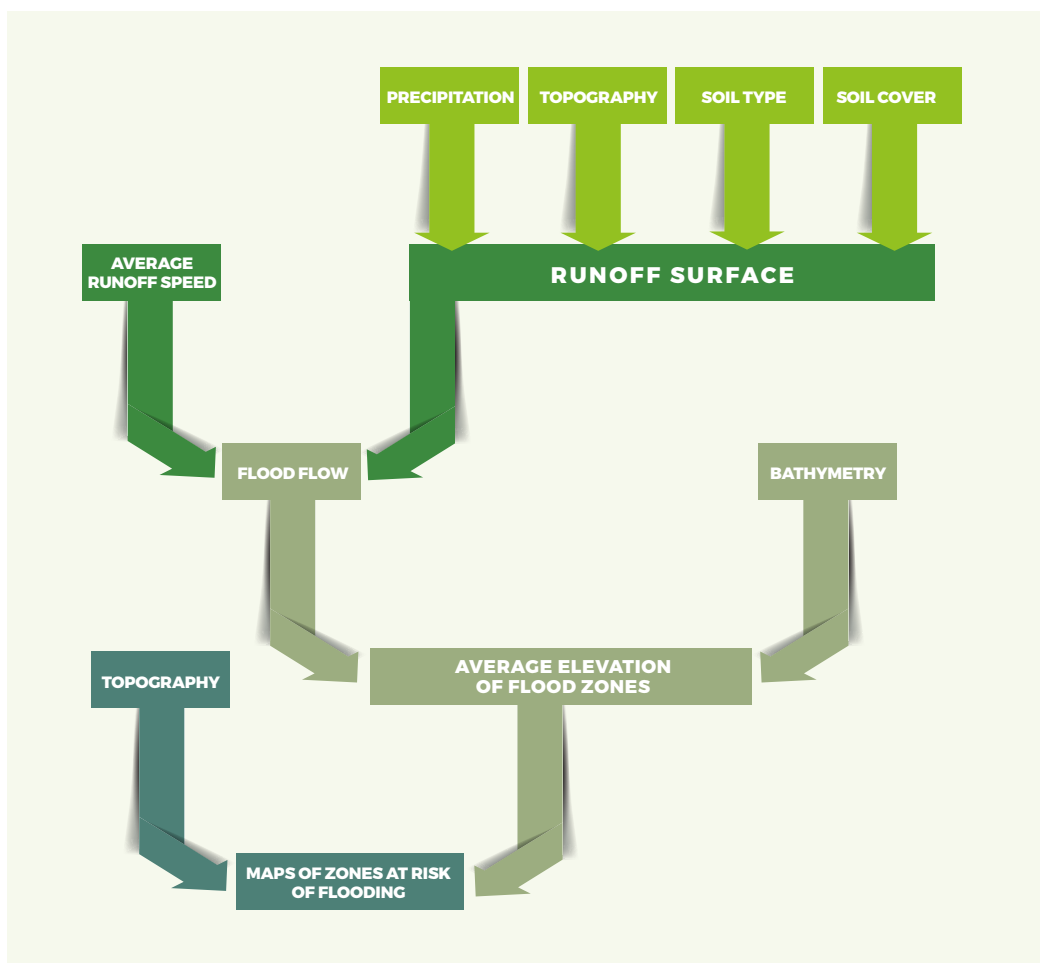 PRECIPITATION
TOPOGRAPHY
SOIL TYPE
SOIL COVER
AVERAGE
RUNOFF SPEED
RUNOFF SURFACE
FLOOD FLOW
BATHYMETRY
TOPOGRAPHY
AVERAGE ELEVATION
OF FLOOD ZONES
MAPS OF ZONES AT RISK
OF FLOODING